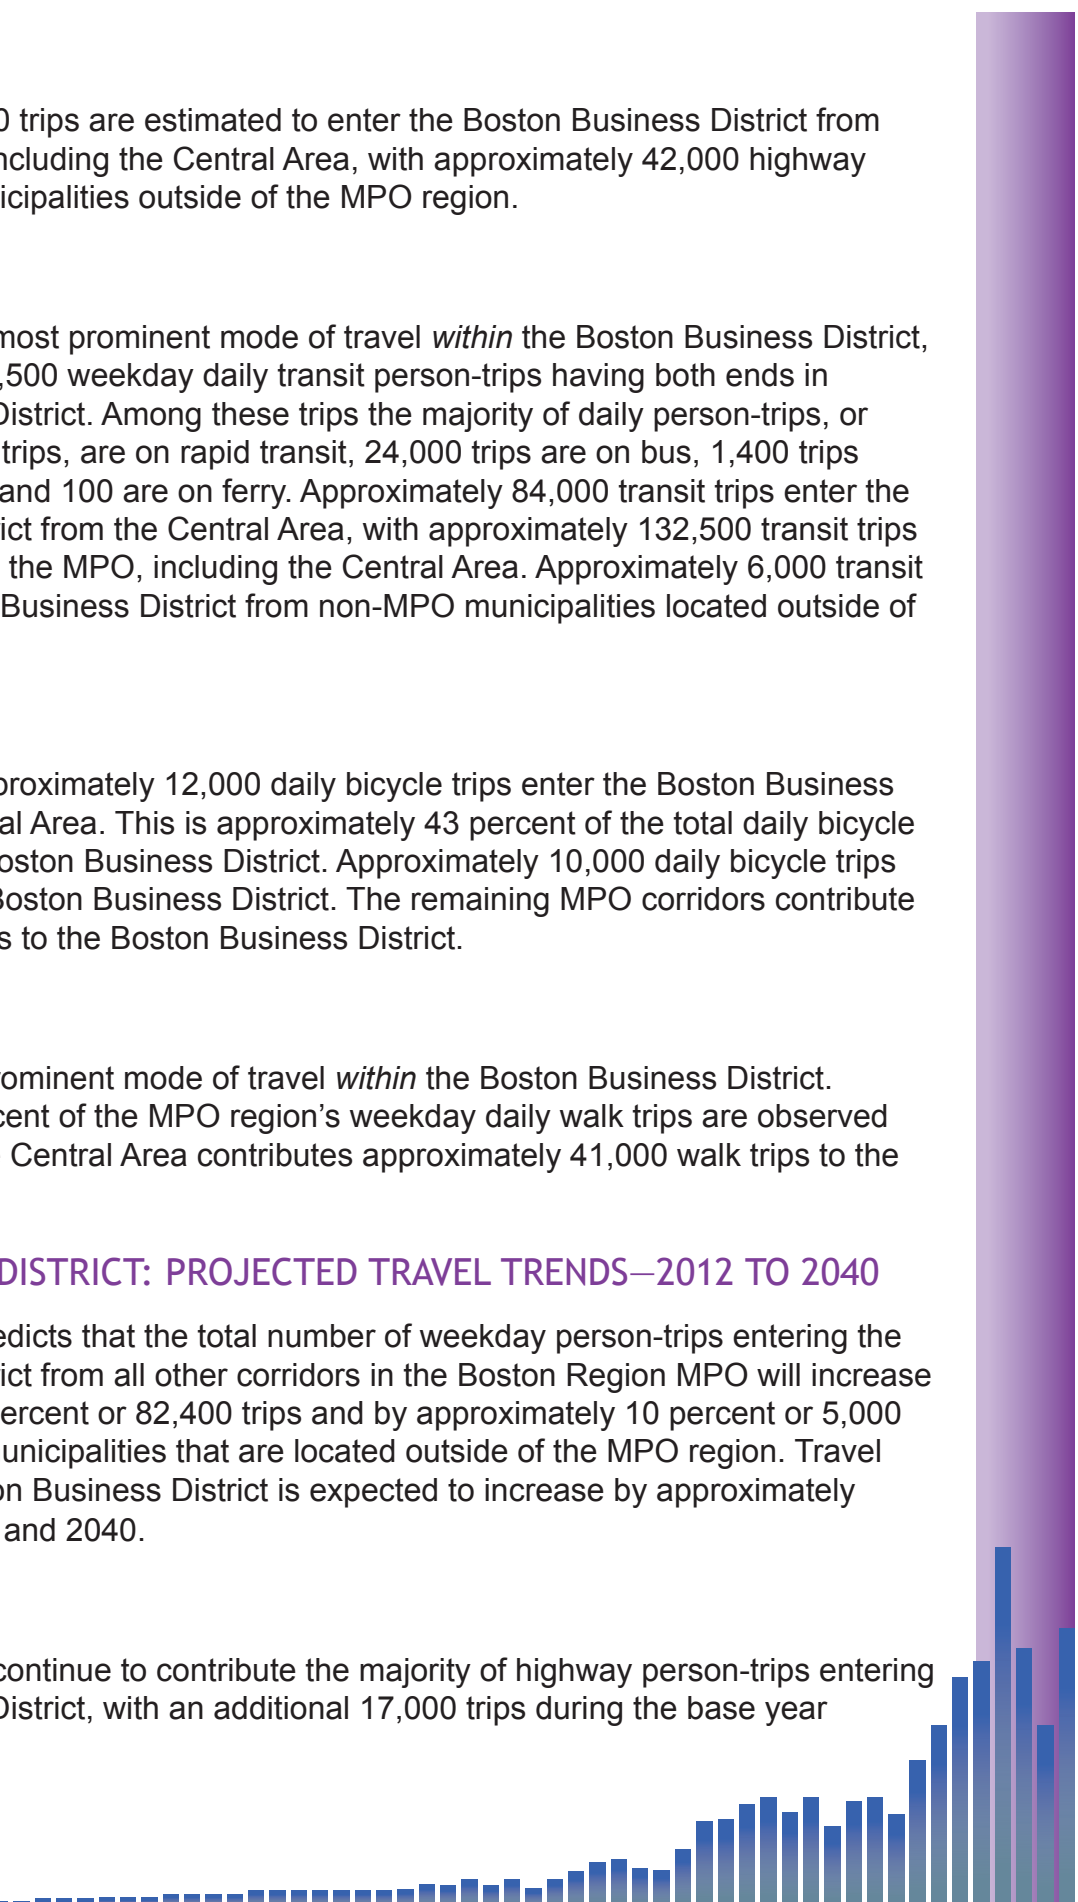 0 trips are estimated to enter the Boston Business District from
ncluding the Central Area, with approximately 42,000 highway
icipalities outside of the MPO region.
most prominent mode of travel within the Boston Business District,
,500 weekday daily transit person-trips having both ends in
District. Among these trips the majority of daily person-trips, or
trips, are on rapid transit, 24,000 trips are on bus, 1,400 trips
and 100 are on ferry. Approximately 84,000 transit trips enter the
ict from the Central Area, with approximately 132,500 transit trips
the MPO, including the Central Area. Approximately 6,000 transit
Business District from non-MPO municipalities located outside of
proximately 12,000 daily bicycle trips enter the Boston Business
al Area. This is approximately 43 percent of the total daily bicycle
oston Business District. Approximately 10,000 daily bicycle trips
Boston Business District. The remaining MPO corridors contribute
s to the Boston Business District.
rominent mode of travel within the Boston Business District.
cent of the MPO region’s weekday daily walk trips are observed
Central Area contributes approximately 41,000 walk trips to the
DISTRICT: PROJECTED TRAVEL TRENDS—2012 TO 2040
edicts that the total number of weekday person-trips entering the
ict from all other corridors in the Boston Region MPO will increase
ercent or 82,400 trips and by approximately 10 percent or 5,000
unicipalities that are located outside of the MPO region. Travel
on Business District is expected to increase by approximately
and 2040.
continue to contribute the majority of highway person-trips entering
District, with an additional 17,000 trips during the base year